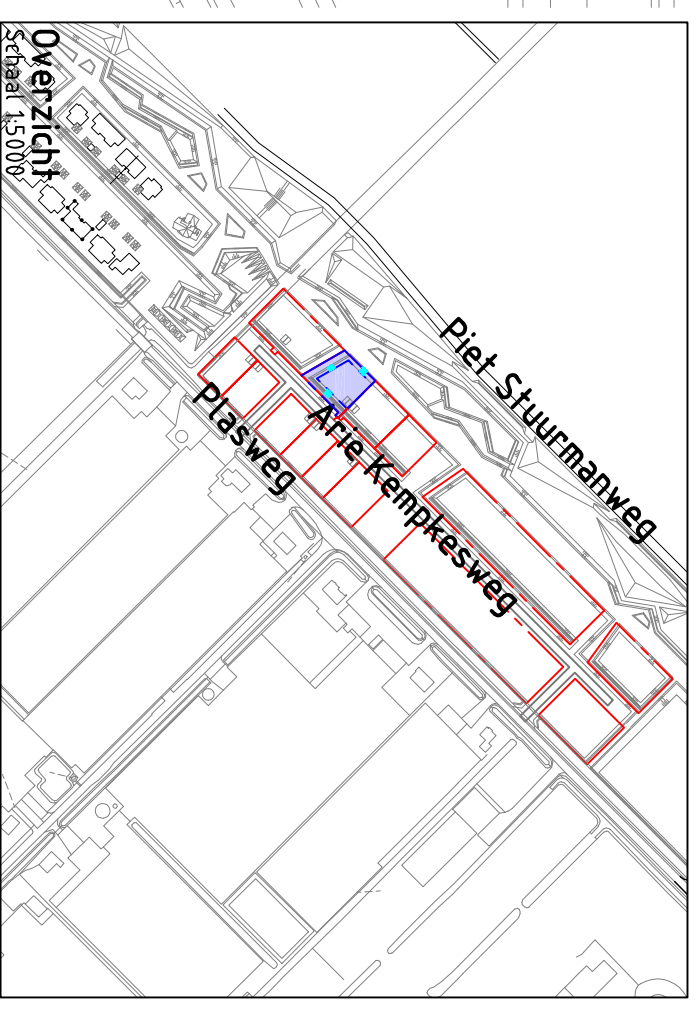 Overzicht
Schaal 1:5000
Piet Stuurmanweg
Arie Kempkesweg
Plasweg